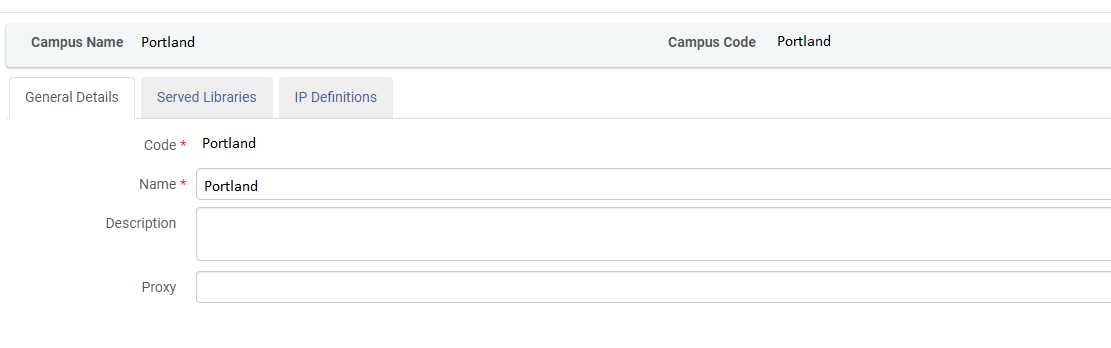 Campus Name Portland Campus Code Portland
General Details Served Libraries IP Definitions
Code * Portland
Name * Portland
Description
Proxy